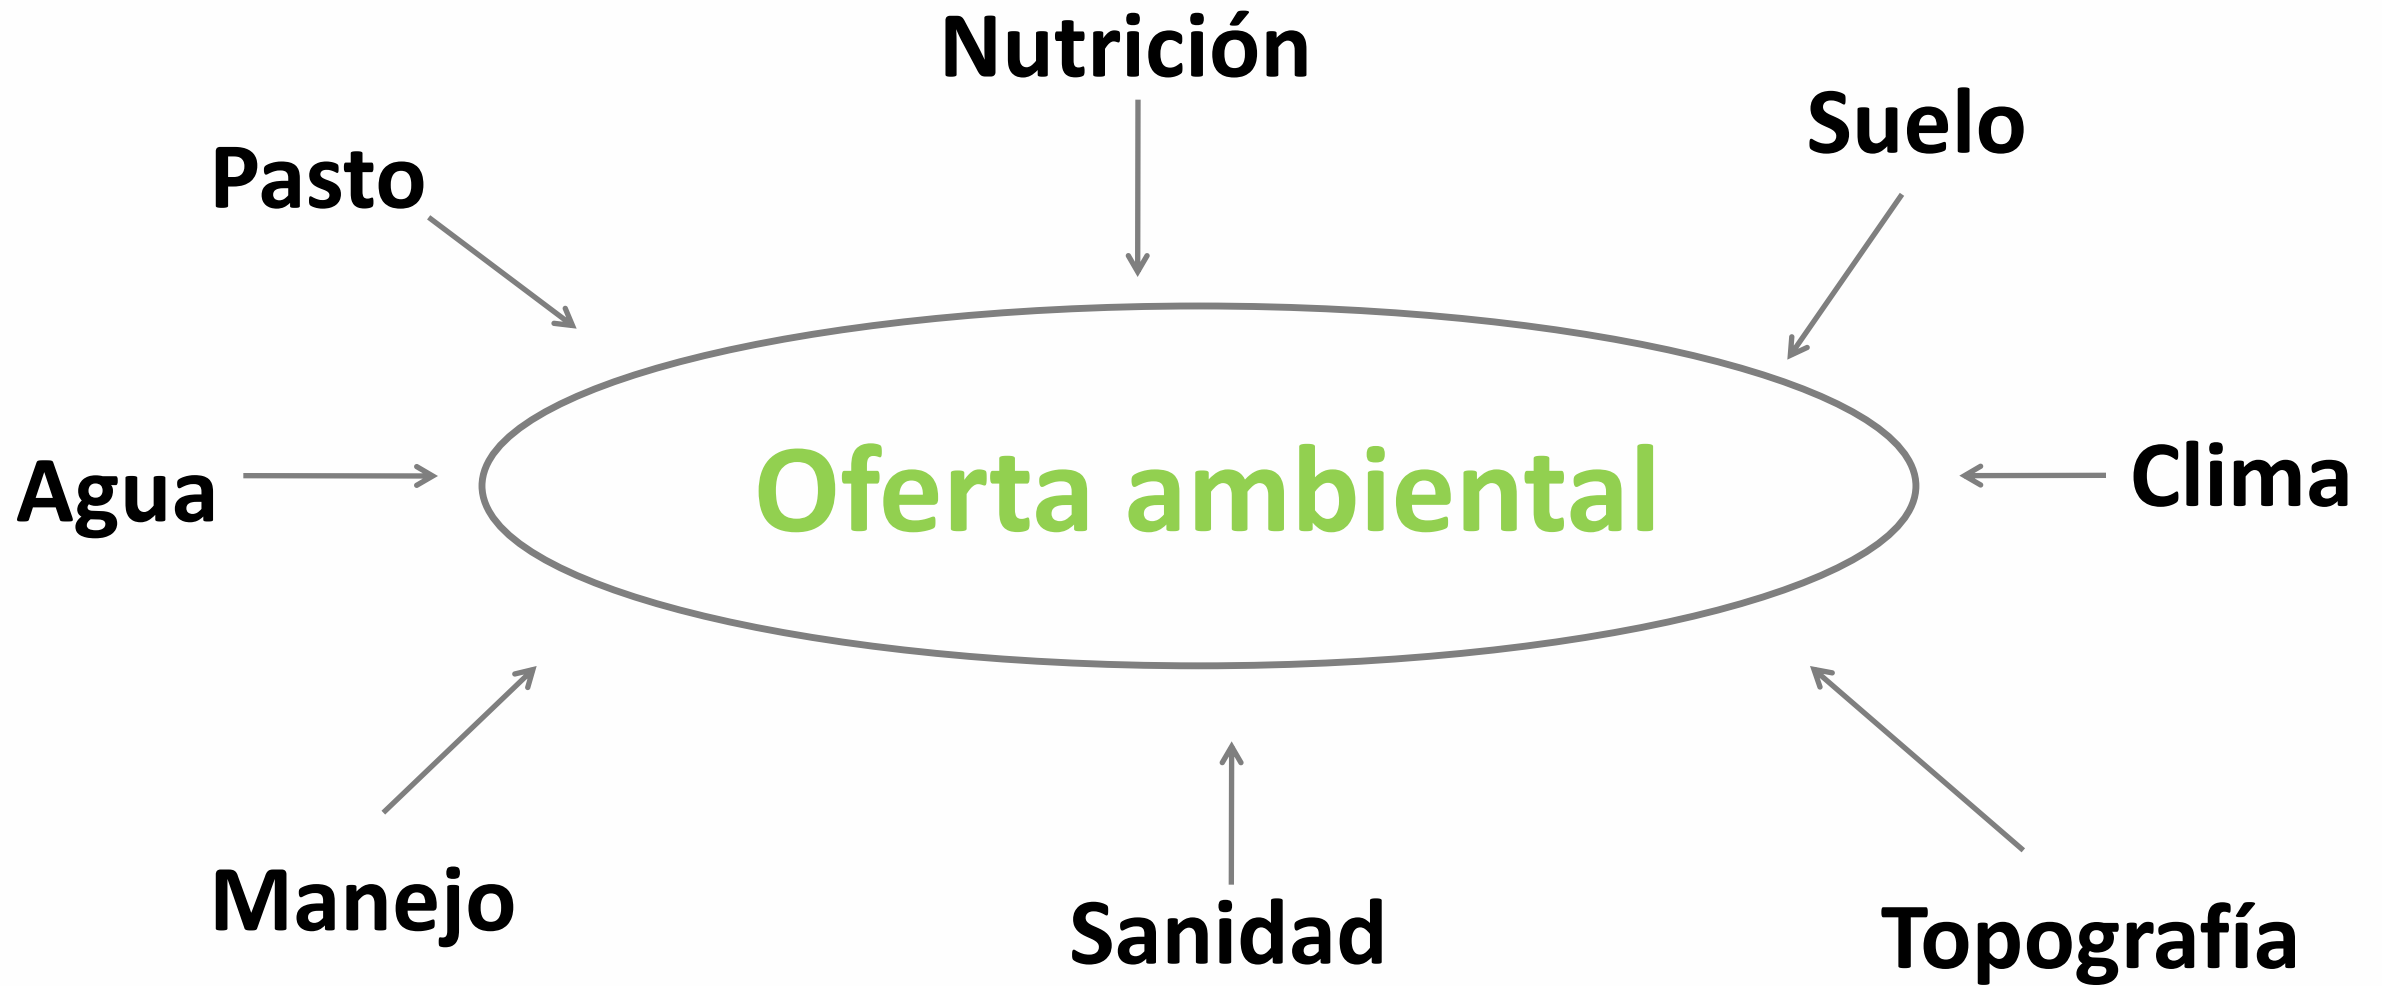 Nutrición
Suelo
Pasto
Oferta ambiental
Agua
Clima
Manejo
Sanidad
Topografía